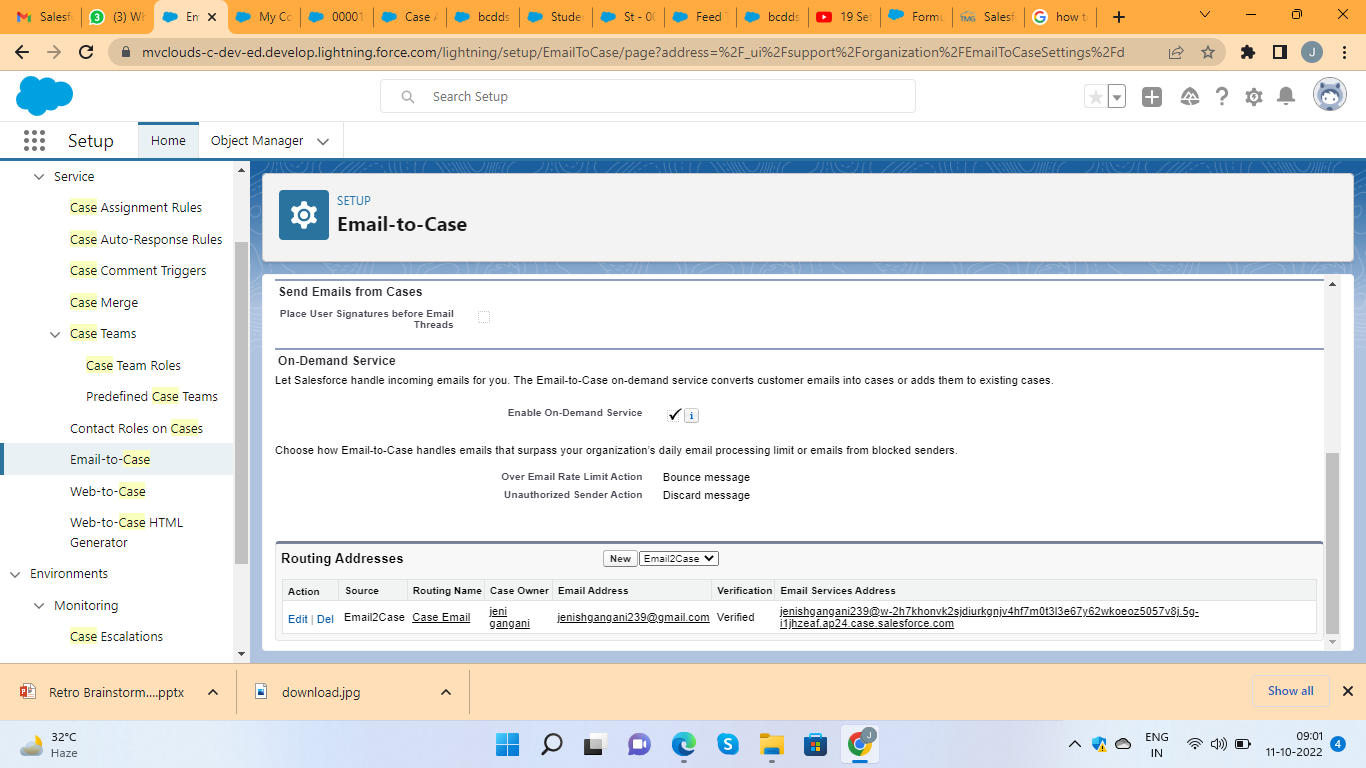 Salesf
(3) Wh
Em
My Co
00001
Case A
bcdds
Stude
St - 00
Feed T
bcdds
19 Set
Formu
Salesf
how to
mvclouds-c-dev-ed.develop.lightning.force.com/lightning/setup/EmailToCase/page?address=%2F_ui%2Fsupport%2Forganization%2FEmailToCaseSettings%2Fd
J
Search Setup
Setup
Home
Object Manager
Service
Case Assignment Rules
Case Auto-Response Rules
Case Comment Triggers
Case Merge
Case Teams
Case Team Roles
Predefined Case Teams
Contact Roles on Cases
Email-to-Case
Web-to-Case
Web-to-Case HTML
Generator
Environments
Monitoring
Case Escalations
SETUP
Email-to-Case
Send Emails from Cases
Place User Signatures before Email
Threads
On-Demand Service
Let Salesforce handle incoming emails for you. The Email-to-Case on-demand service converts customer emails into cases or adds them to existing cases.
Enable On-Demand Service
i
Choose how Email-to-Case handles emails that surpass your organization's daily email processing limit or emails from blocked senders.
Over Email Rate Limit Action Bounce message
Unauthorized Sender Action Discard message
Routing Addresses
New
Email2Case
Action Source Routing Name Case Owner Email Address Verification Email Services Address
Edit | Del Email2Case Case Email jeni
gangani jenishgangani239@gmail.com Verified jenishgangani239@w-2h7khonvk2sjdiurkgnjv4hf7m0t3l3e67y62wkoeoz5057v8j.5g-
i1jhzeaf.ap24.case.salesforce.com
Retro Brainstorm....pptx
download.jpg
Show all
32°C
Haze
J
ENG
IN
09:01
11-10-2022
4